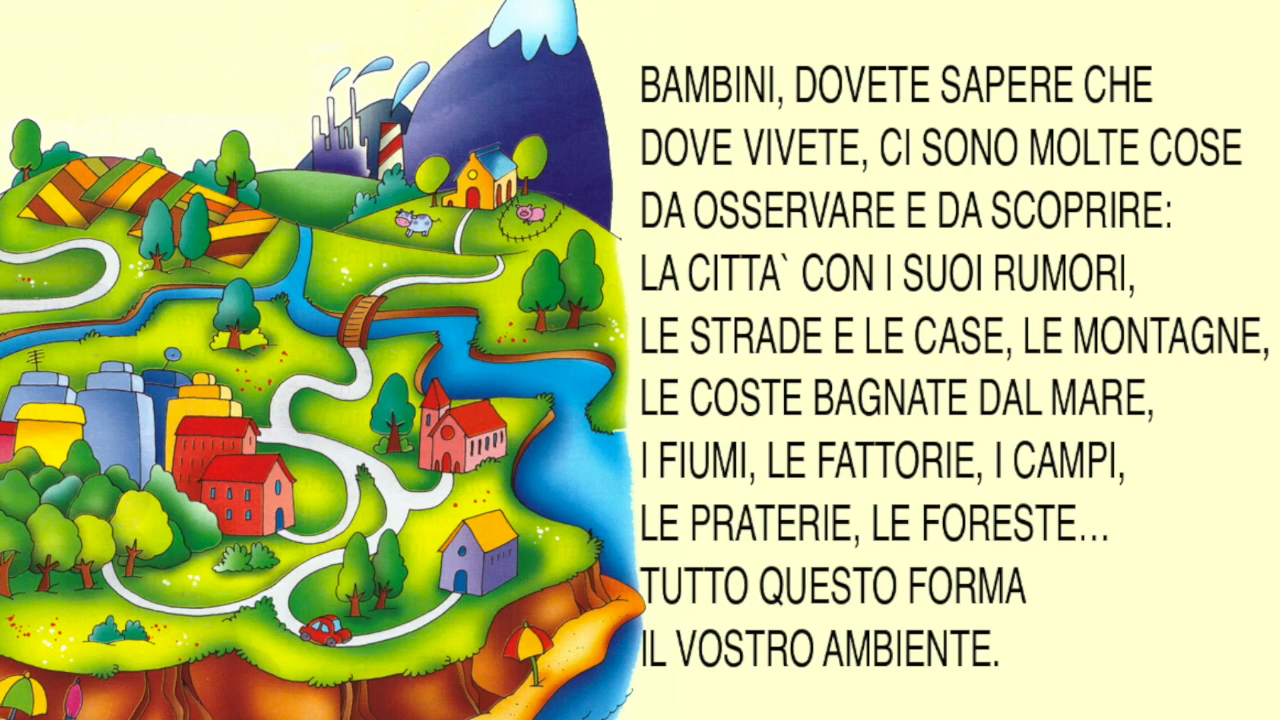 BAMBINI, DOVETE SAPERE CHE
DOVE VIVETE, CI SONO MOLTE COSE
DA OSSERVARE E DA SCOPRIRE:
LA CITTA` CON I SUOI RUMORI,
LE STRADE E LE CASE, LE MONTAGNE,
LE COSTE BAGNATE DAL MARE,
I FIUMI, LE FATTORIE, I CAMPI,
LE PRATERIE, LE FORESTE...
TUTTO QUESTO FORMA
IL VOSTRO AMBIENTE.